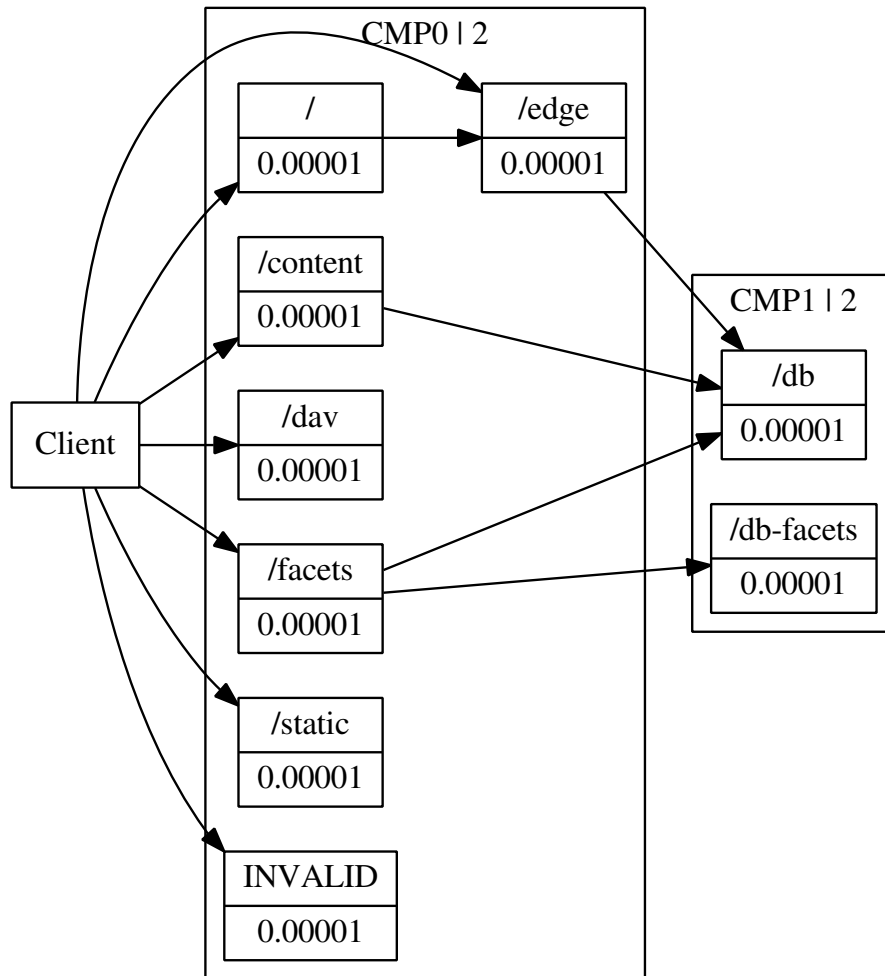 CMP0 | 2
/
0.00001
/edge
0.00001
/content
0.00001
CMP1 | 2
/db
0.00001
/dav
0.00001
Client
/db-facets
0.00001
/facets
0.00001
/static
0.00001
INVALID
0.00001